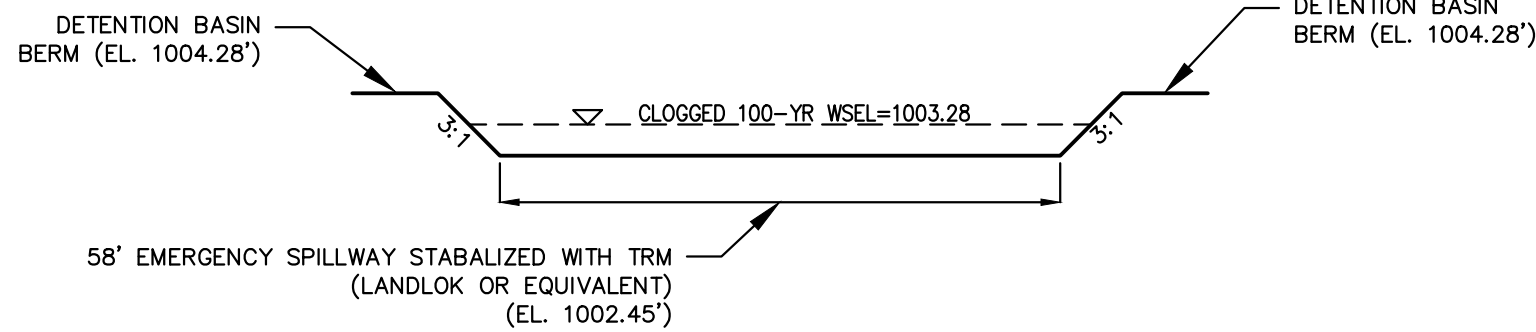 DETENTION BASIN
BERM (EL. 1004.28')
DETENTION BASIN
BERM (EL. 1004.28')
CLOGGED 100-YR WSEL=1003.28
3:1
3:1
58' EMERGENCY SPILLWAY STABALIZED WITH TRM
(LANDLOK OR EQUIVALENT)
(EL. 1002.45')